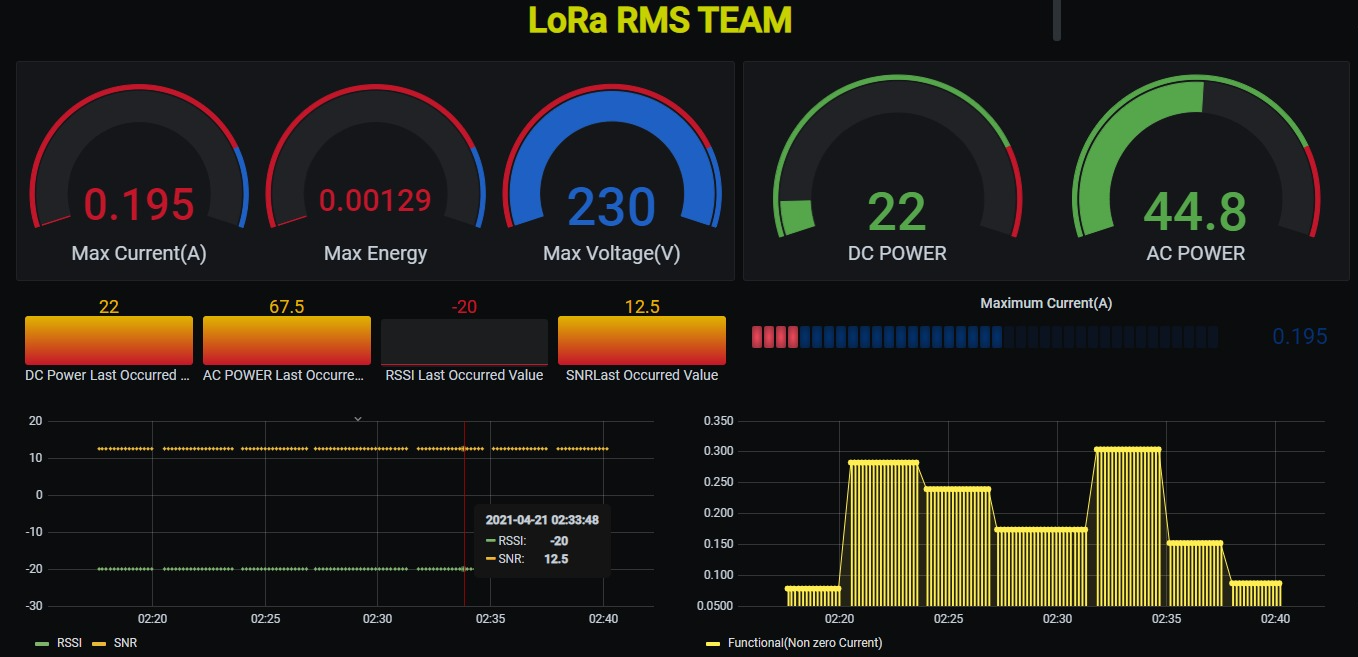 LoRa RMS TEAM
0.195
Max Current(A)
0.00129
Max Energy
230
Max Voltage(V)
22
DC POWER
44.8
AC POWER
22
DC Power Last Occurred ...
67.5
AC POWER Last Occurre...
-20
RSSI Last Occurred Value
12.5
SNRLast Occurred Value
Maximum Current(A)
0.195
20
10
0
-10
-20
-30
02:20 02:25 02:30 02:35 02:40
2021-04-21 02:33:48
RSSI: -20
SNR: 12.5
RSSI SNR
0.350
0.300
0.250
0.200
0.150
0.100
0.0500
02:20 02:25 02:30 02:35 02:40
Functional(Non zero Current)